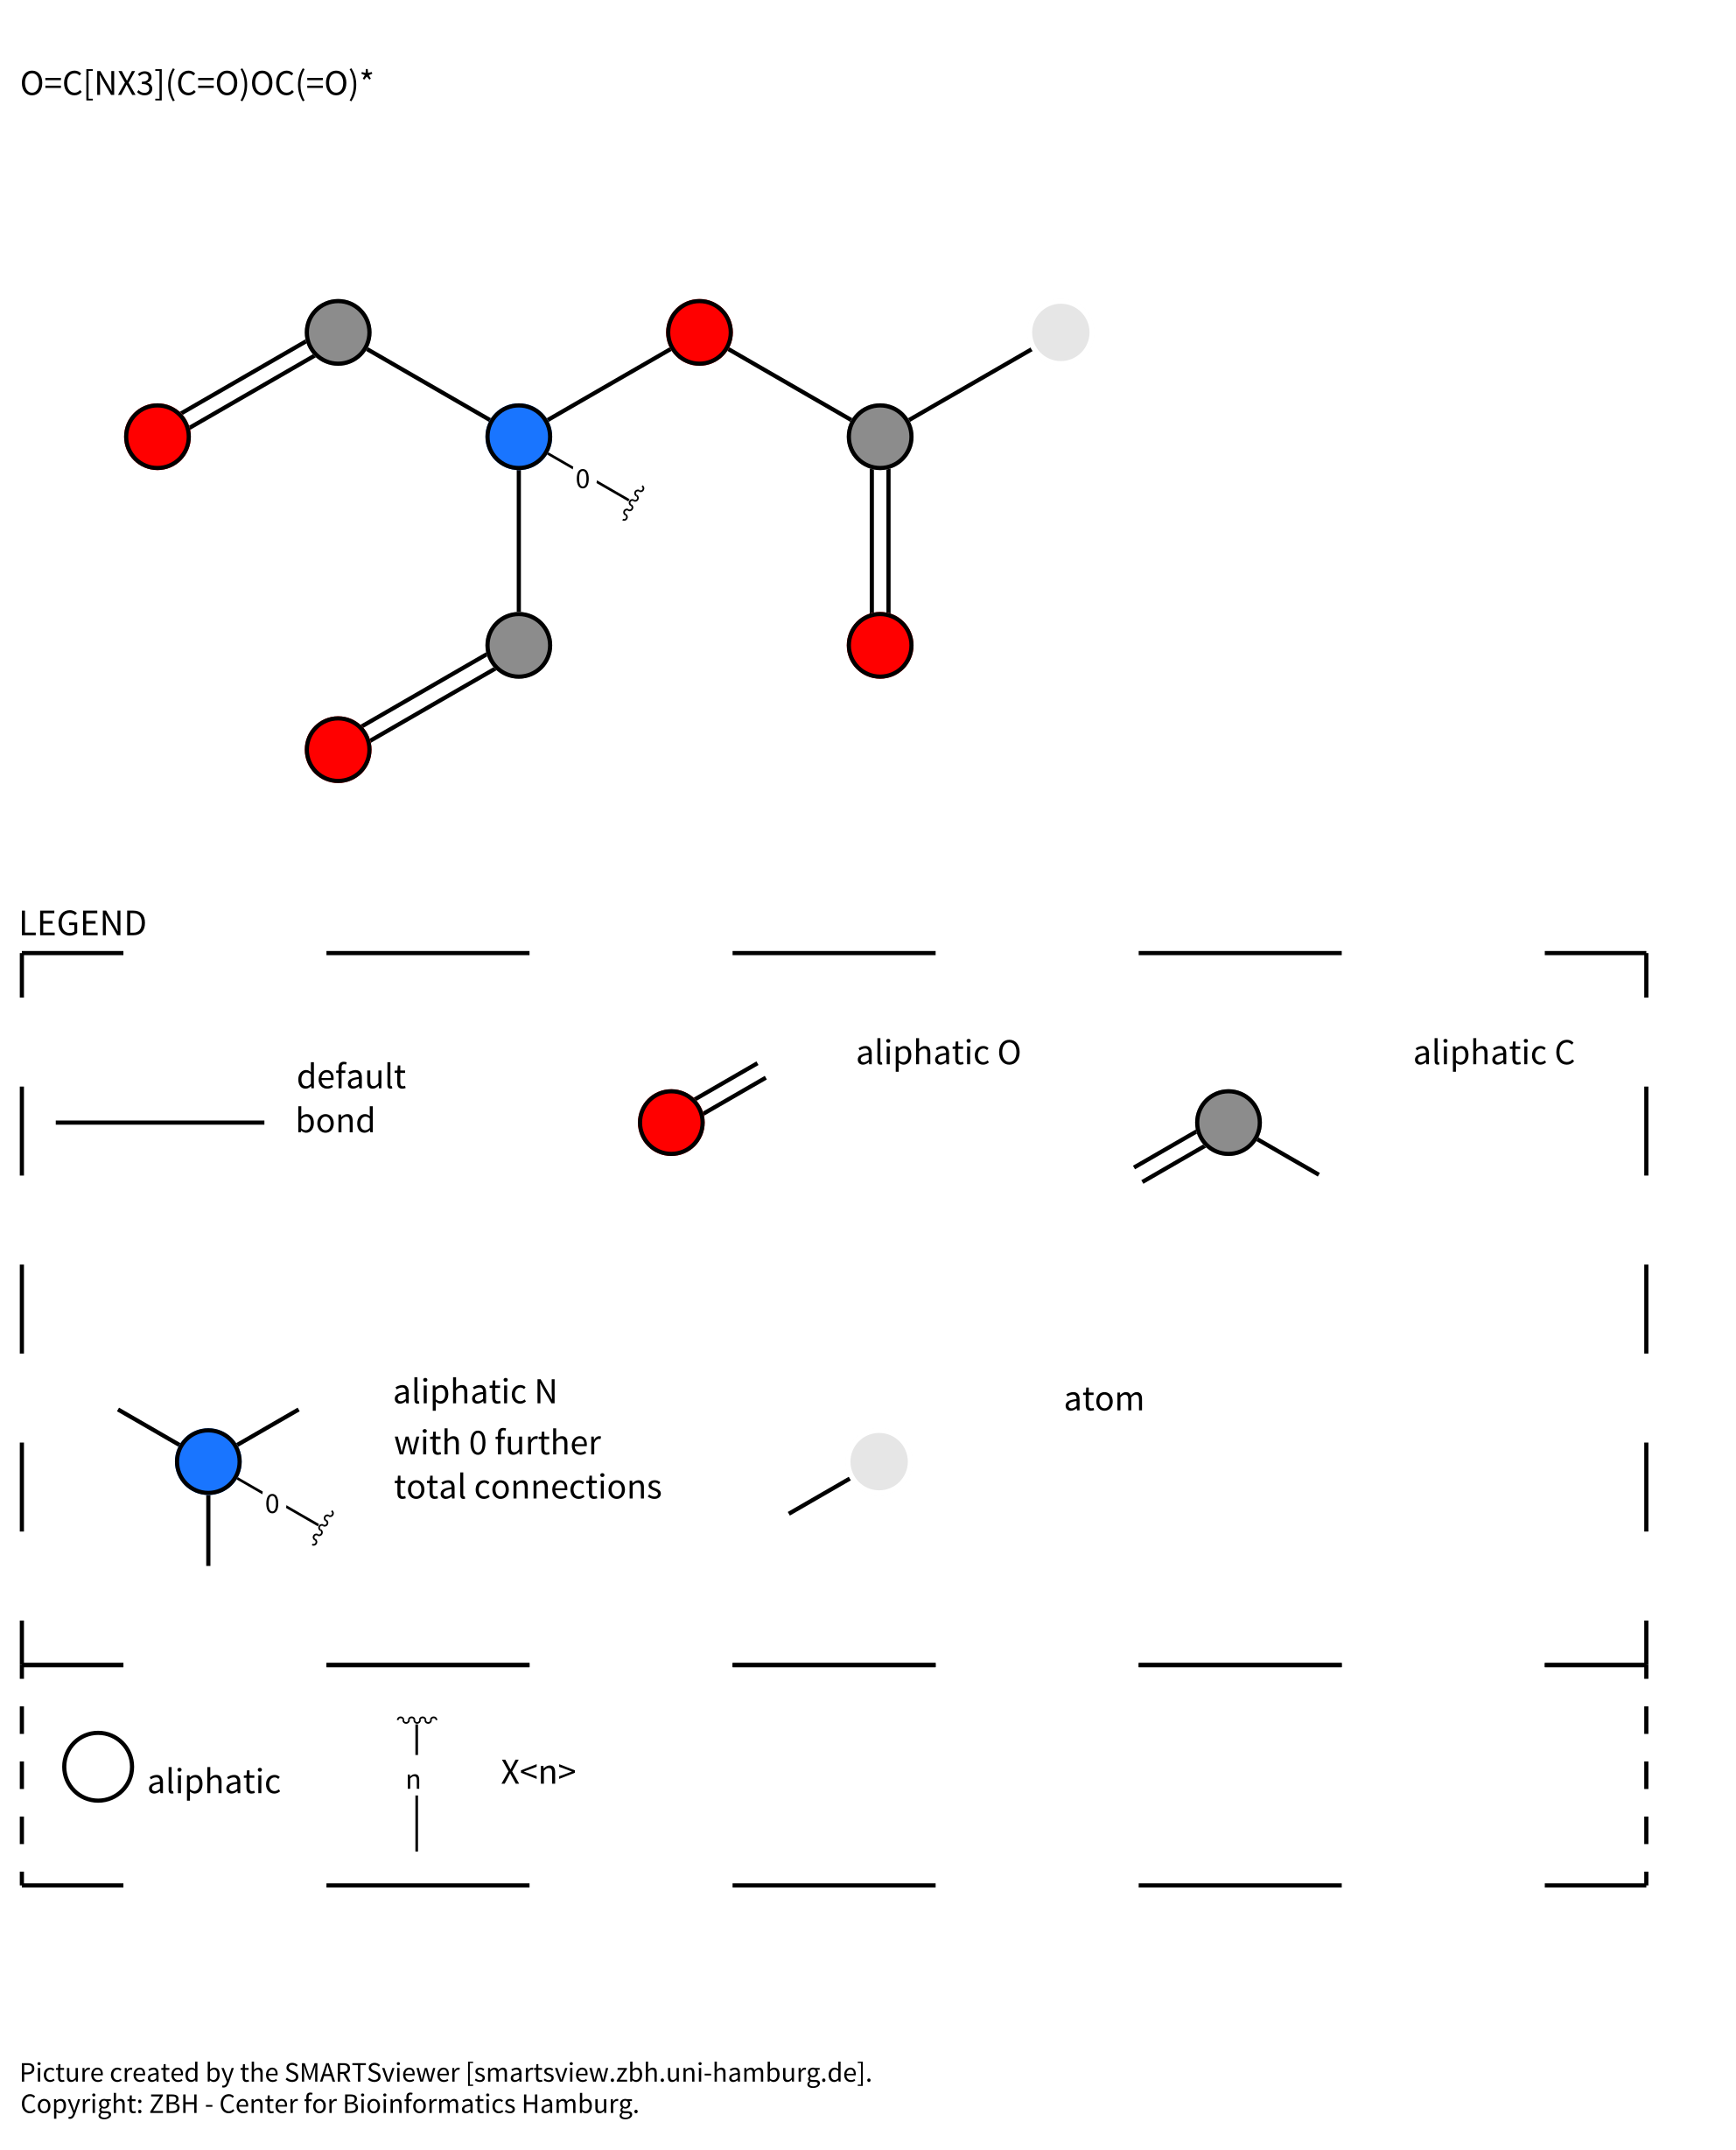 O=C[NX3](C=O)OC(=O)*
0
LEGEND
default
bond
aliphatic O
aliphatic C
aliphatic N
with 0 further
total connections
0
atom
aliphatic
n
X<n>
Picture created by the SMARTSviewer [smartsview.zbh.uni-hamburg.de].
Copyright: ZBH - Center for Bioinformatics Hamburg.